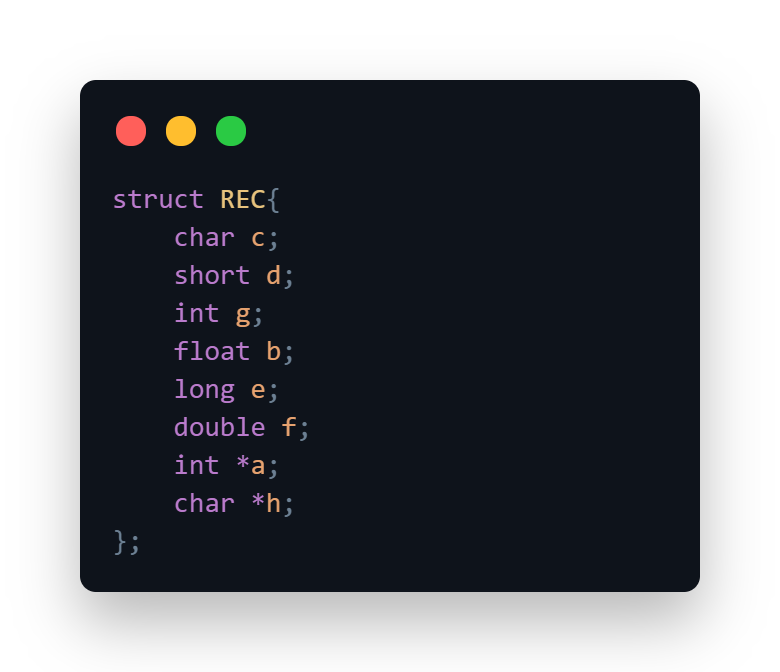 struct REC{
    char c;
    short d;
    int g;
    float b;
    long e;
    double f;
    int *a;
    char *h;
};